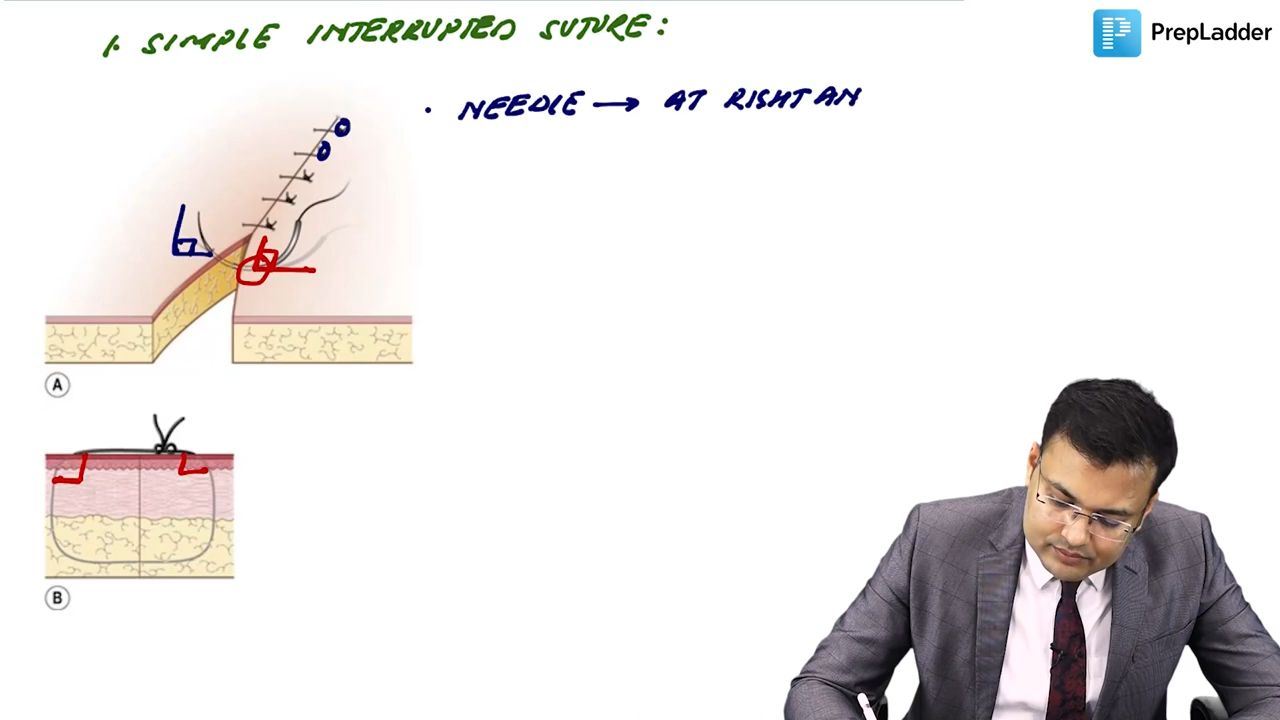 1. SIMPLE INTERRUPTED SUTURE:
PrepLadder
• NEEDLE → AT RIGHT AN
A
B